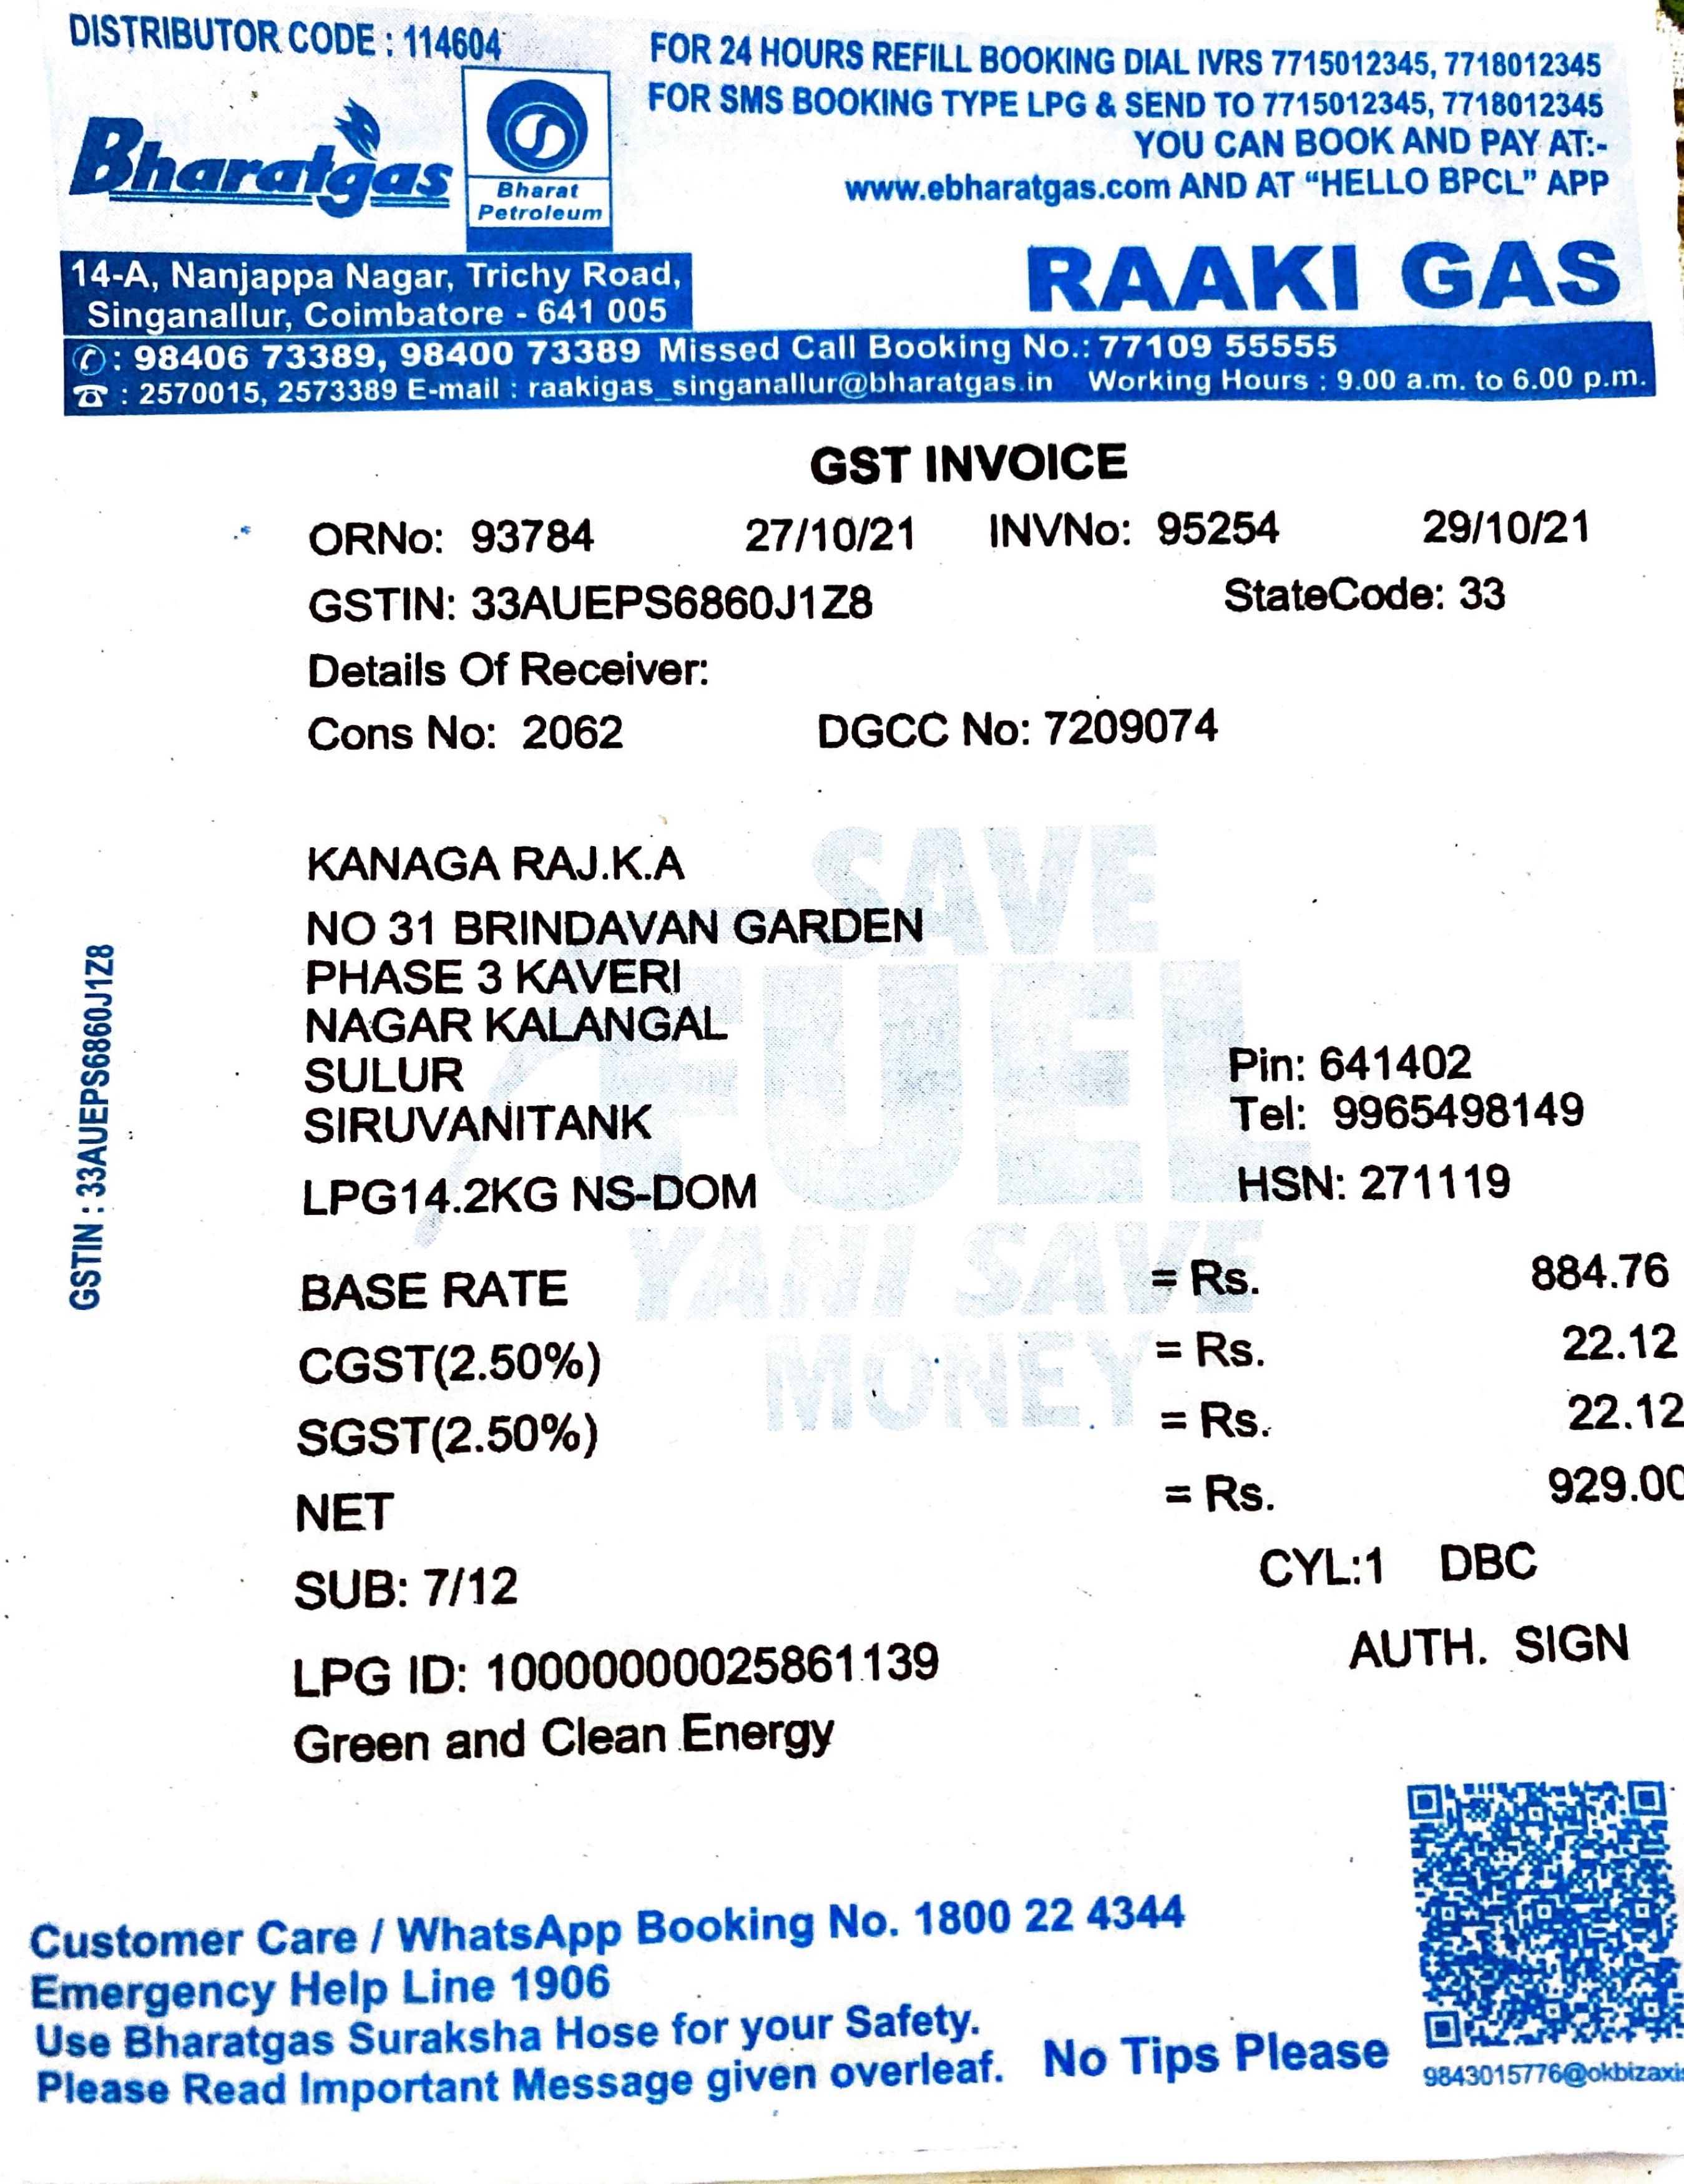 DISTRIBUTOR CODE : 114604
FOR 24 HOURS REFILL BOOKING DIAL IVRS 7715012345, 7718012345
FOR SMS BOOKING TYPE LPG & SEND TO 7715012345, 7718012345
YOU CAN BOOK AND PAY AT:-
www.ebharatgas.com AND AT “HELLO BPCL” APP
Bharatgas
Bharat
Petroleum
RAAKI GAS
14-A, Nanjappa Nagar, Trichy Road,
Singanallur, Coimbatore - 641 005
: 98406 73389, 98400 73389 Missed Call Booking No.: 77109 55555
: 2570015, 2573389 E-mail : raakigas_singanallur@bharatgas.in Working Hours : 9.00 a.m. to 6.00 p.m.
GST INVOICE
ORNo: 93784 27/10/21 INVNo: 95254 29/10/21
GSTIN: 33AUEPS6860J1Z8 StateCode: 33
Details Of Receiver:
Cons No: 2062 DGCC No: 7209074
KANAGA RAJ.K.A
NO 31 BRINDAVAN GARDEN
PHASE 3 KAVERI
NAGAR KALANGAL
SULUR Pin: 641402
SIRUVANITANK Tel: 9965498149
LPG14.2KG NS-DOM HSN: 271119
BASE RATE = Rs. 884.76
CGST(2.50%) = Rs. 22.12
SGST(2.50%) = Rs. 22.12
NET = Rs. 929.00
SUB: 7/12 CYL:1 DBC
LPG ID: 10000000025861139 AUTH. SIGN
Green and Clean Energy
SAVE
FUEL
YANI SAVE
MONEY
GSTIN : 33AUEPS6860J1Z8
Customer Care / WhatsApp Booking No. 1800 22 4344
Emergency Help Line 1906
Use Bharatgas Suraksha Hose for your Safety.
Please Read Important Message given overleaf. No Tips Please
9843015776@okbizaxis